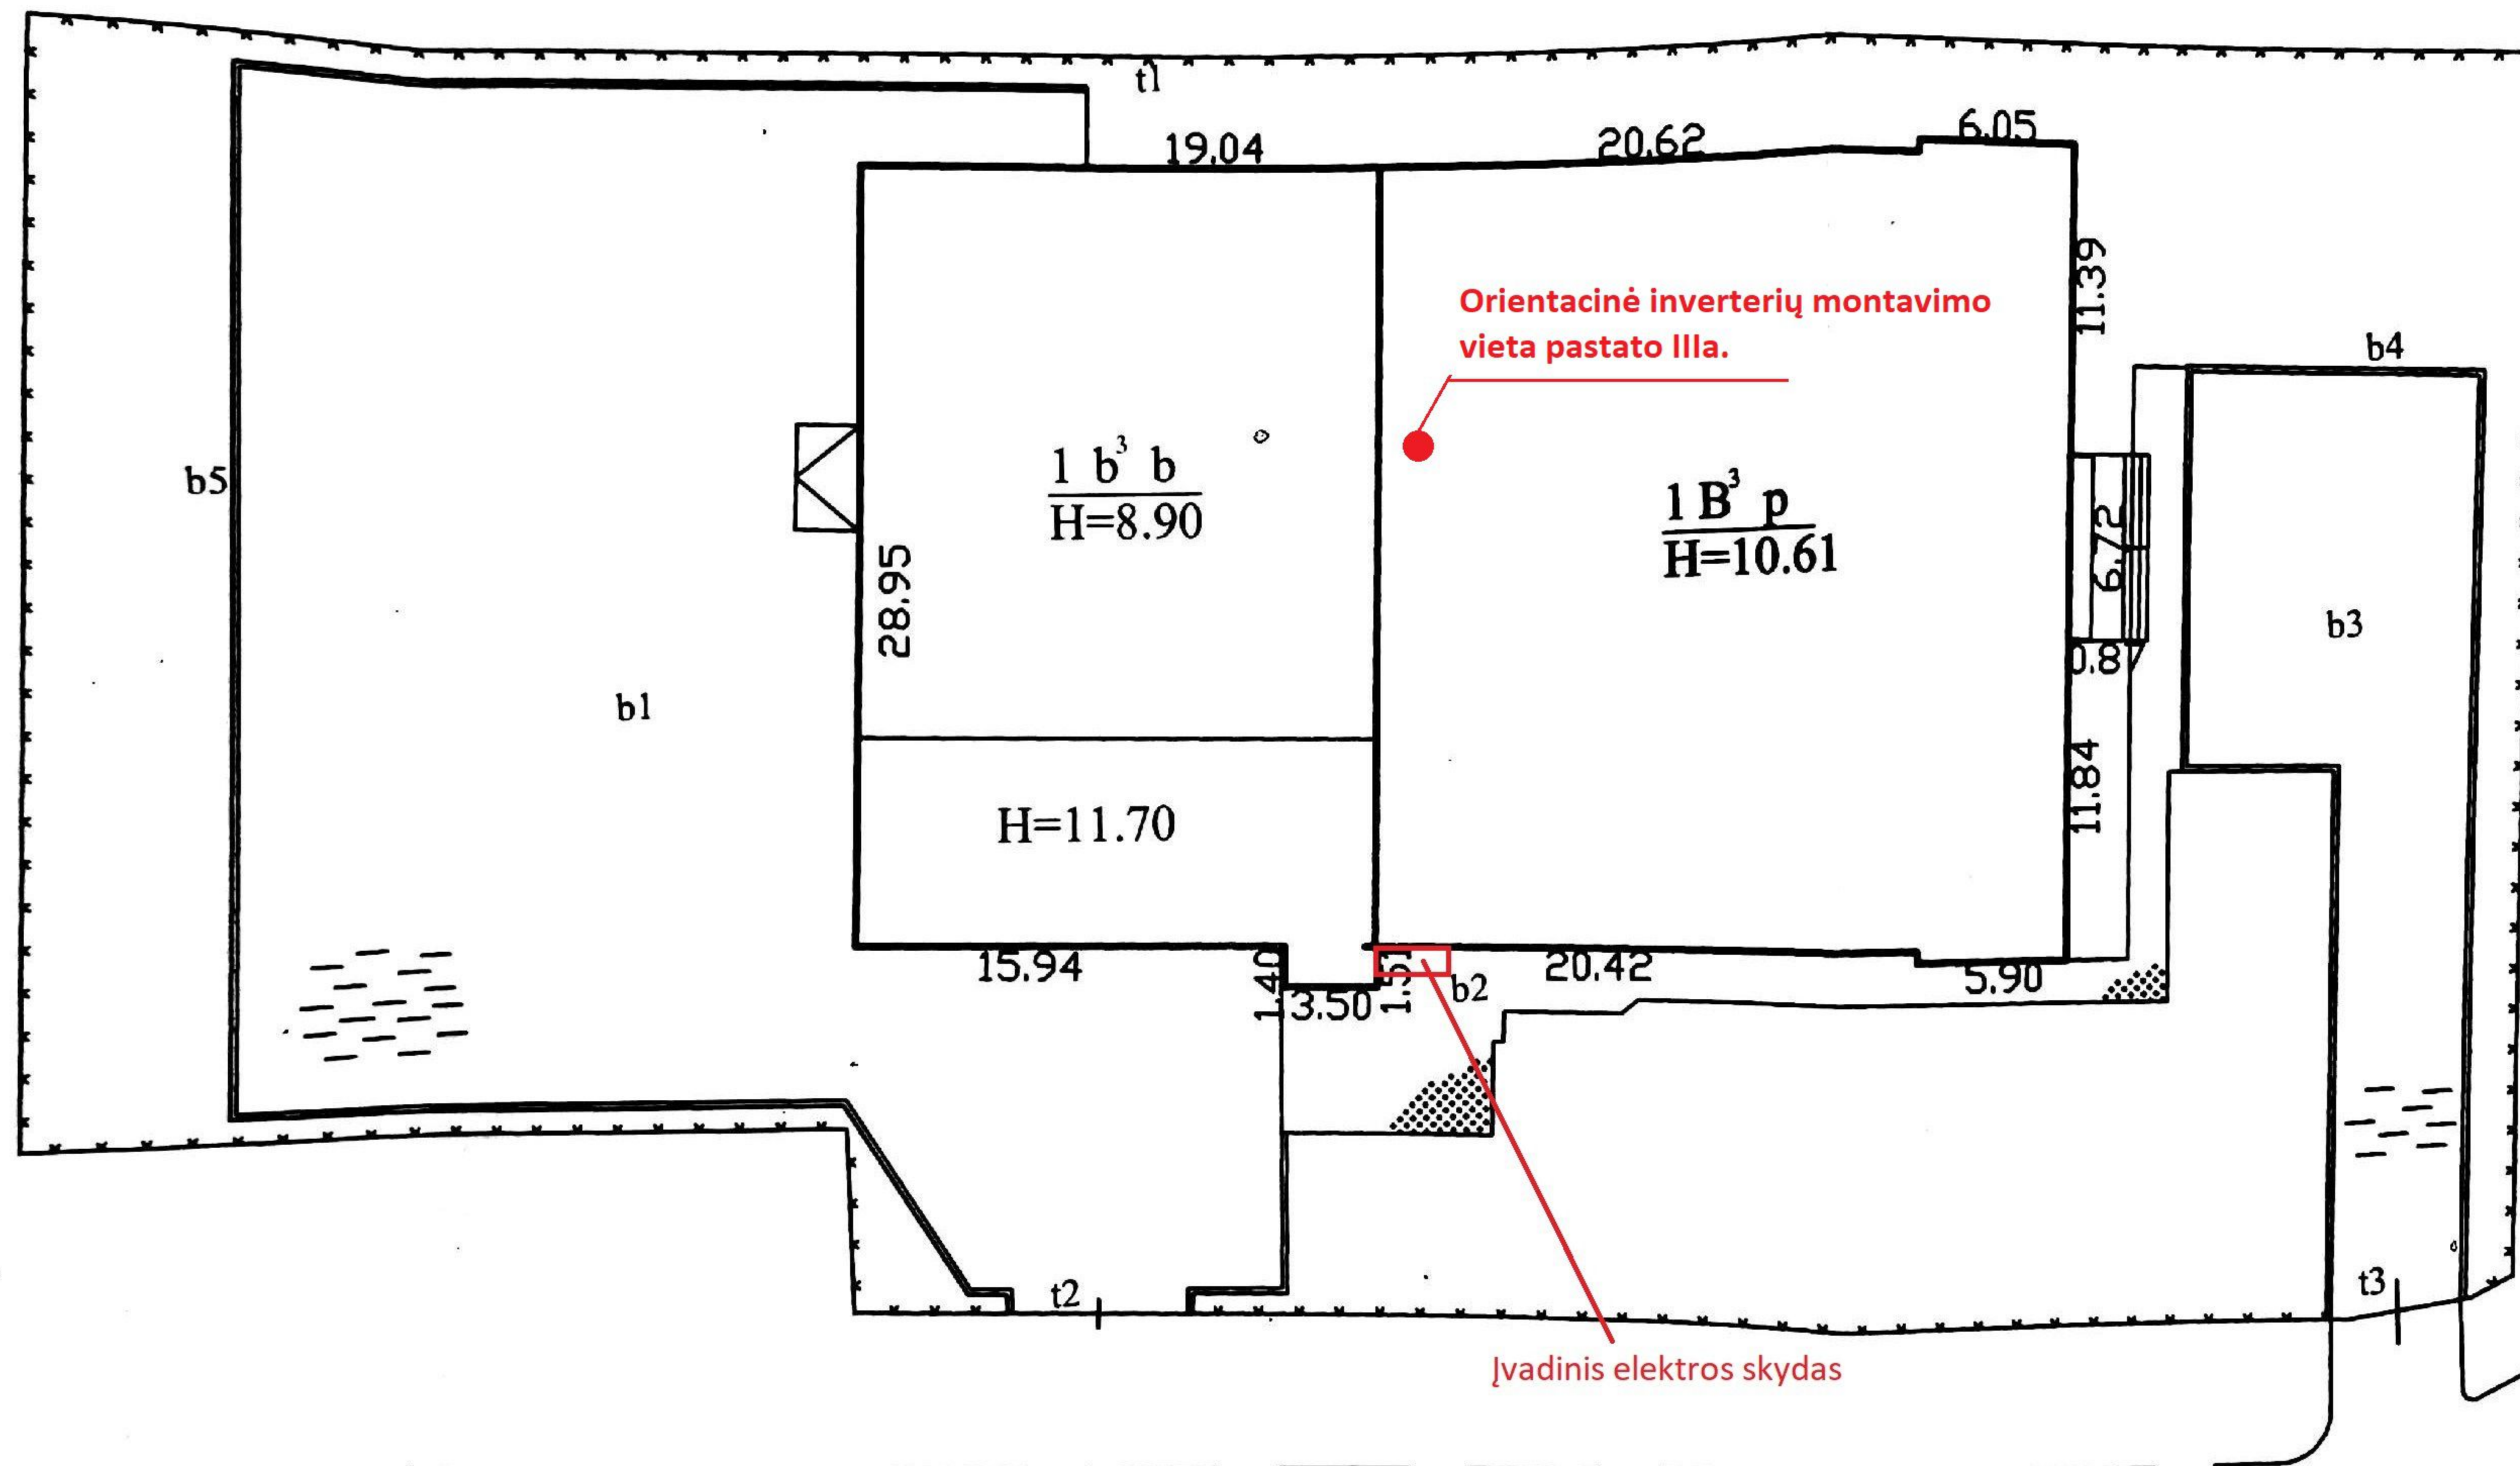 t1
19.04
20.62
6.05
11.39
Orientacinė inverterių montavimo
vieta pastato IIIa.
b4
b5
1 b³ b
H=8.90
1 B³ p
H=10.61
28.95
6.72
0.8
b3
b1
11.84
H=11.70
15.94
1.40
3.50
1.51
b2
20.42
5.90
t2
t3
Įvadinis elektros skydas